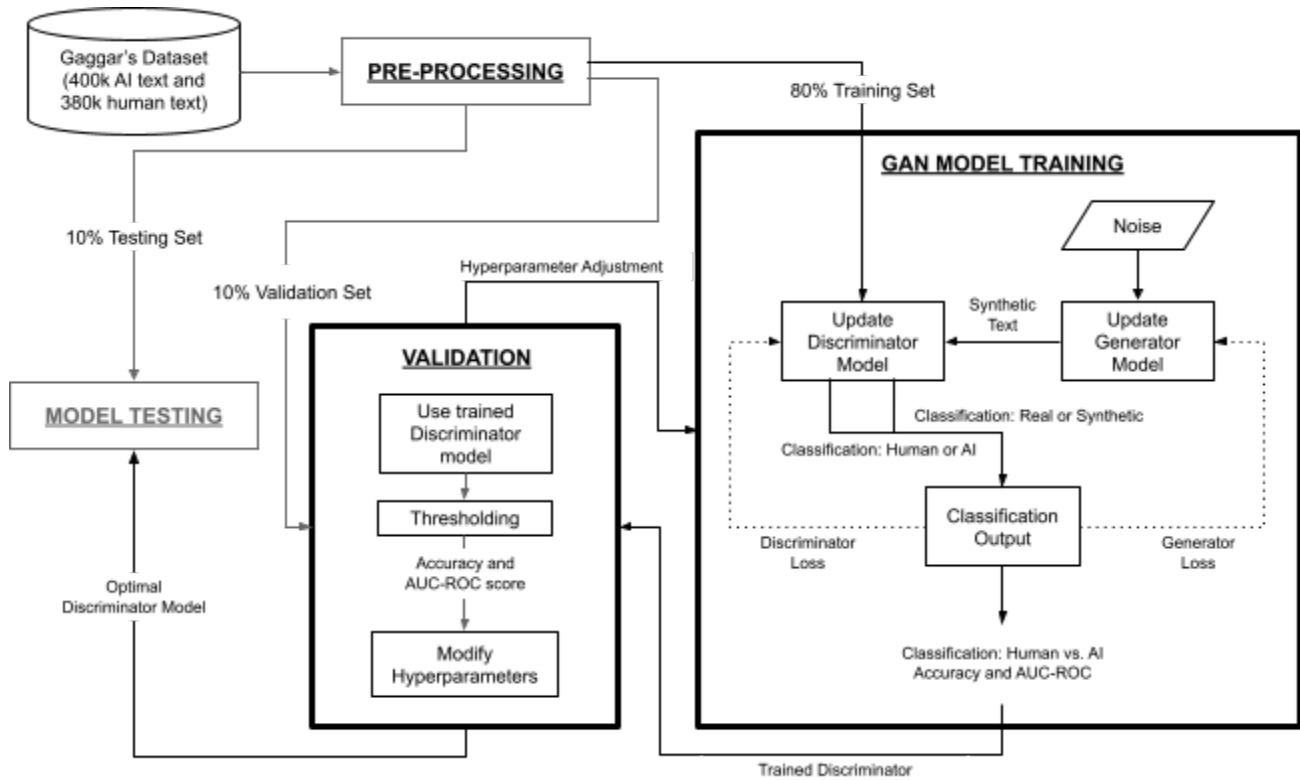 Gaggar's Dataset
(400k AI text and
380k human text)
PRE-PROCESSING
80% Training Set
10% Testing Set
10% Validation Set
Hyperparameter Adjustment
GAN MODEL TRAINING
Noise
Update
Discriminator
Model
Synthetic
Text
Update
Generator
Model
Classification: Real or Synthetic
Classification: Human or AI
Classification
Output
Discriminator
Loss
Generator
Loss
Classification: Human vs. AI
Accuracy and AUC-ROC
VALIDATION
Use trained
Discriminator
model
Thresholding
Accuracy and
AUC-ROC score
Modify
Hyperparameters
MODEL TESTING
Optimal
Discriminator Model
Trained Discriminator